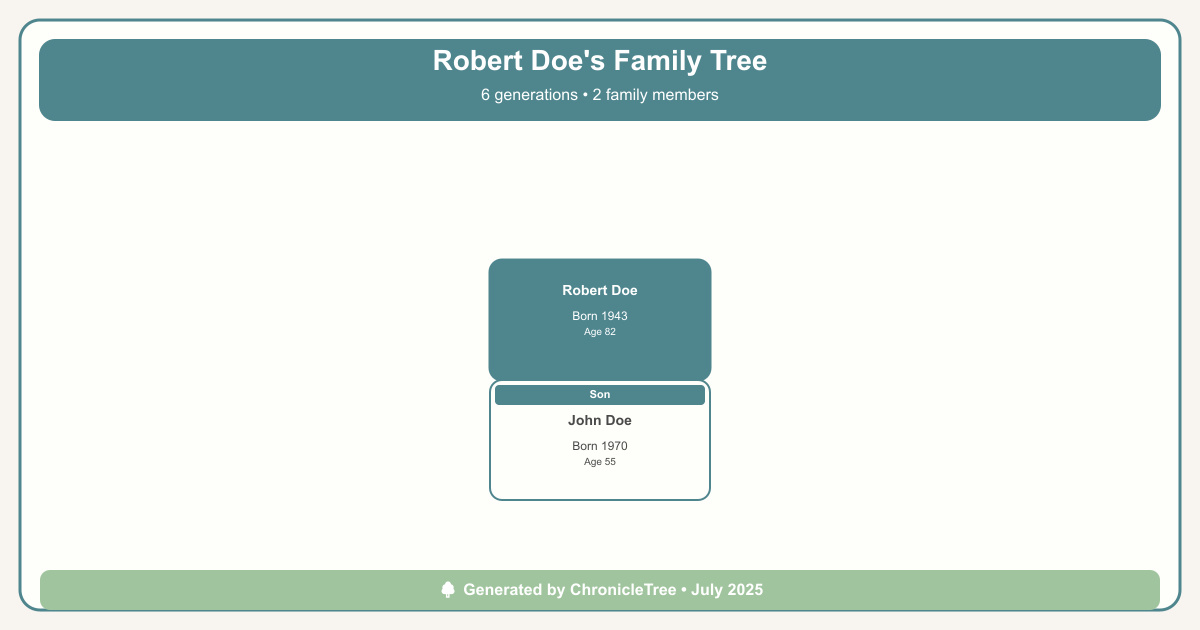 Robert Doe's Family Tree
6 generations • 2 family members
Robert Doe
Born 1943
Age 82
Son
John Doe
Born 1970
Age 55
Generated by ChronicleTree • July 2025